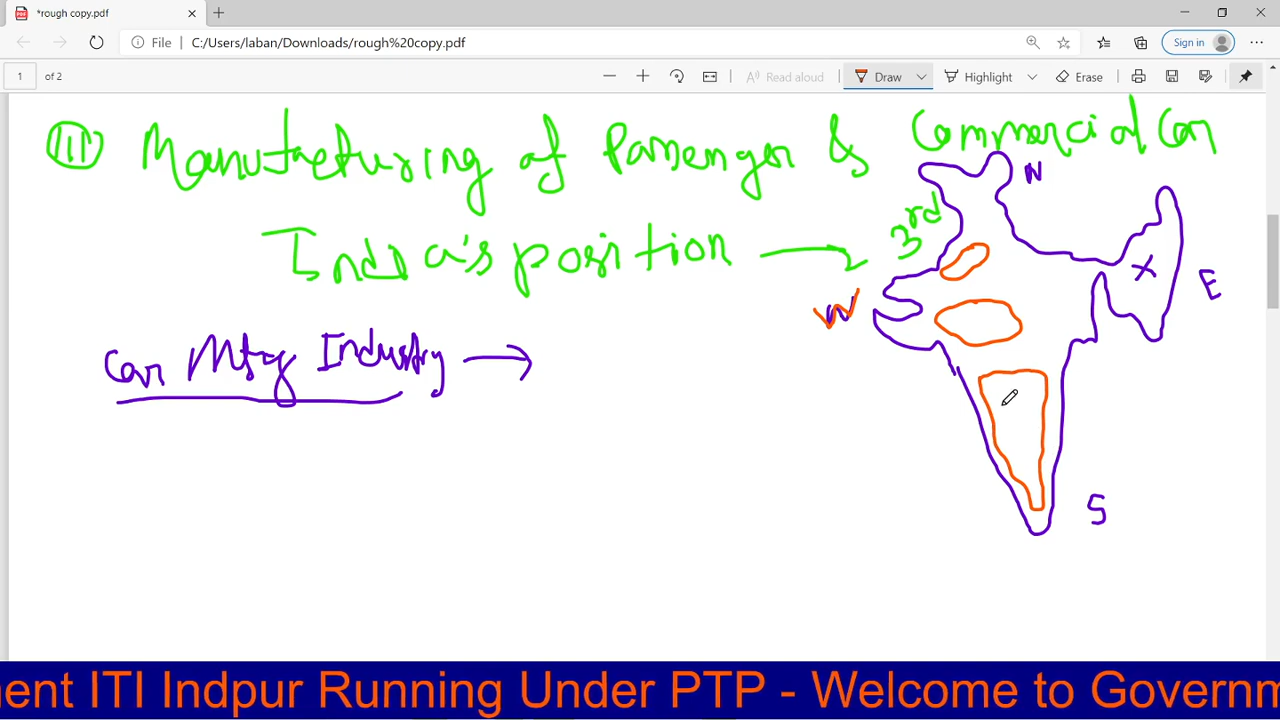 *rough copy.pdf
File C:/Users/laban/Downloads/rough%20copy.pdf
Sign in
1 of 2
Read aloud Draw Highlight Erase
III Manufacturing of Passenger & Commercial Car
India's position → 3rd
N
W
X
E
Car Mfg Industry →
S
nent ITI Indpur Running Under PTP - Welcome to Governm